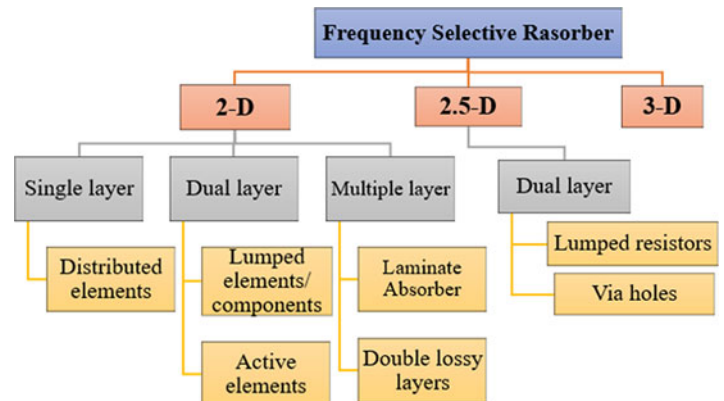 Frequency Selective Rasorber
2-D
2.5-D
3-D
Single layer
Dual layer
Multiple layer
Dual layer
Distributed
elements
Lumped
elements/
components
Active
elements
Laminate
Absorber
Double lossy
layers
Lumped resistors
Via holes